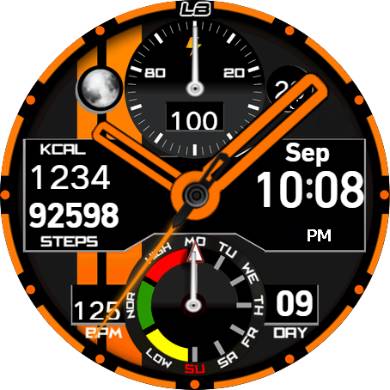 LB
80 20
100
KCAL
1234
92598
STEPS
Sep
10:08
PM
HIGH MO TU WE TH FR SA SU
NOR
LOW
125
BPM
09
DAY